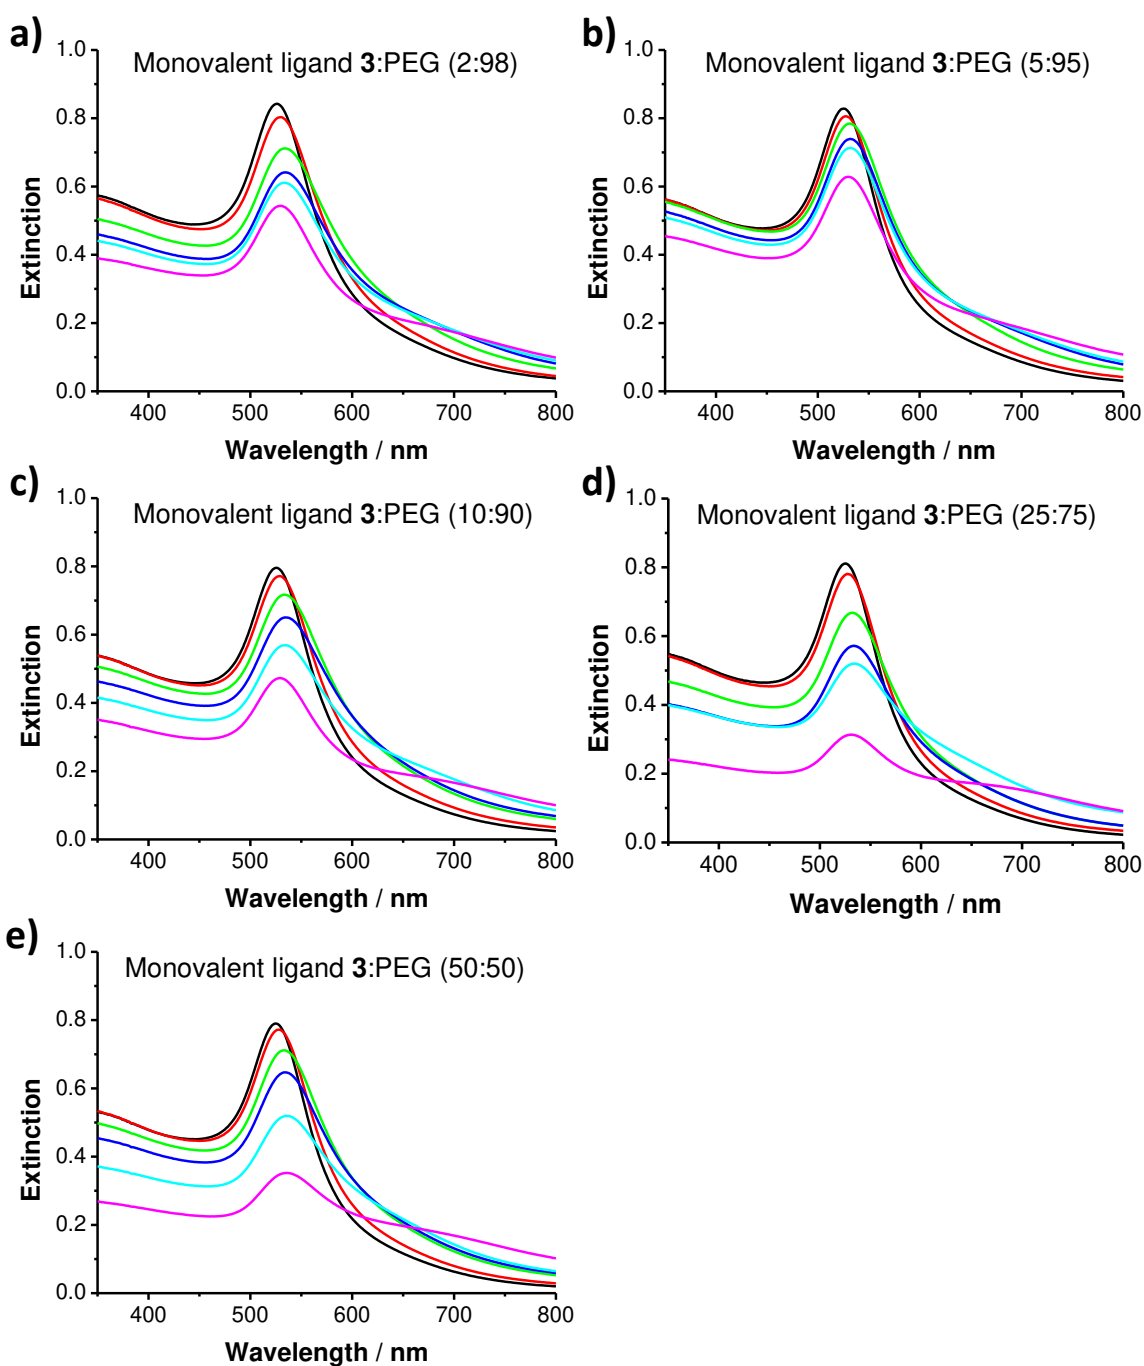 a)
Monovalent ligand 3:PEG (2:98)
1.0
0.8
0.6
0.4
0.2
0.0
Extinction
400
500
600
700
800
Wavelength / nm
b)
Monovalent ligand 3:PEG (5:95)
1.0
0.8
0.6
0.4
0.2
0.0
Extinction
400
500
600
700
800
Wavelength / nm
c)
Monovalent ligand 3:PEG (10:90)
1.0
0.8
0.6
0.4
0.2
0.0
Extinction
400
500
600
700
800
Wavelength / nm
d)
Monovalent ligand 3:PEG (25:75)
1.0
0.8
0.6
0.4
0.2
0.0
Extinction
400
500
600
700
800
Wavelength / nm
e)
Monovalent ligand 3:PEG (50:50)
1.0
0.8
0.6
0.4
0.2
0.0
Extinction
400
500
600
700
800
Wavelength / nm